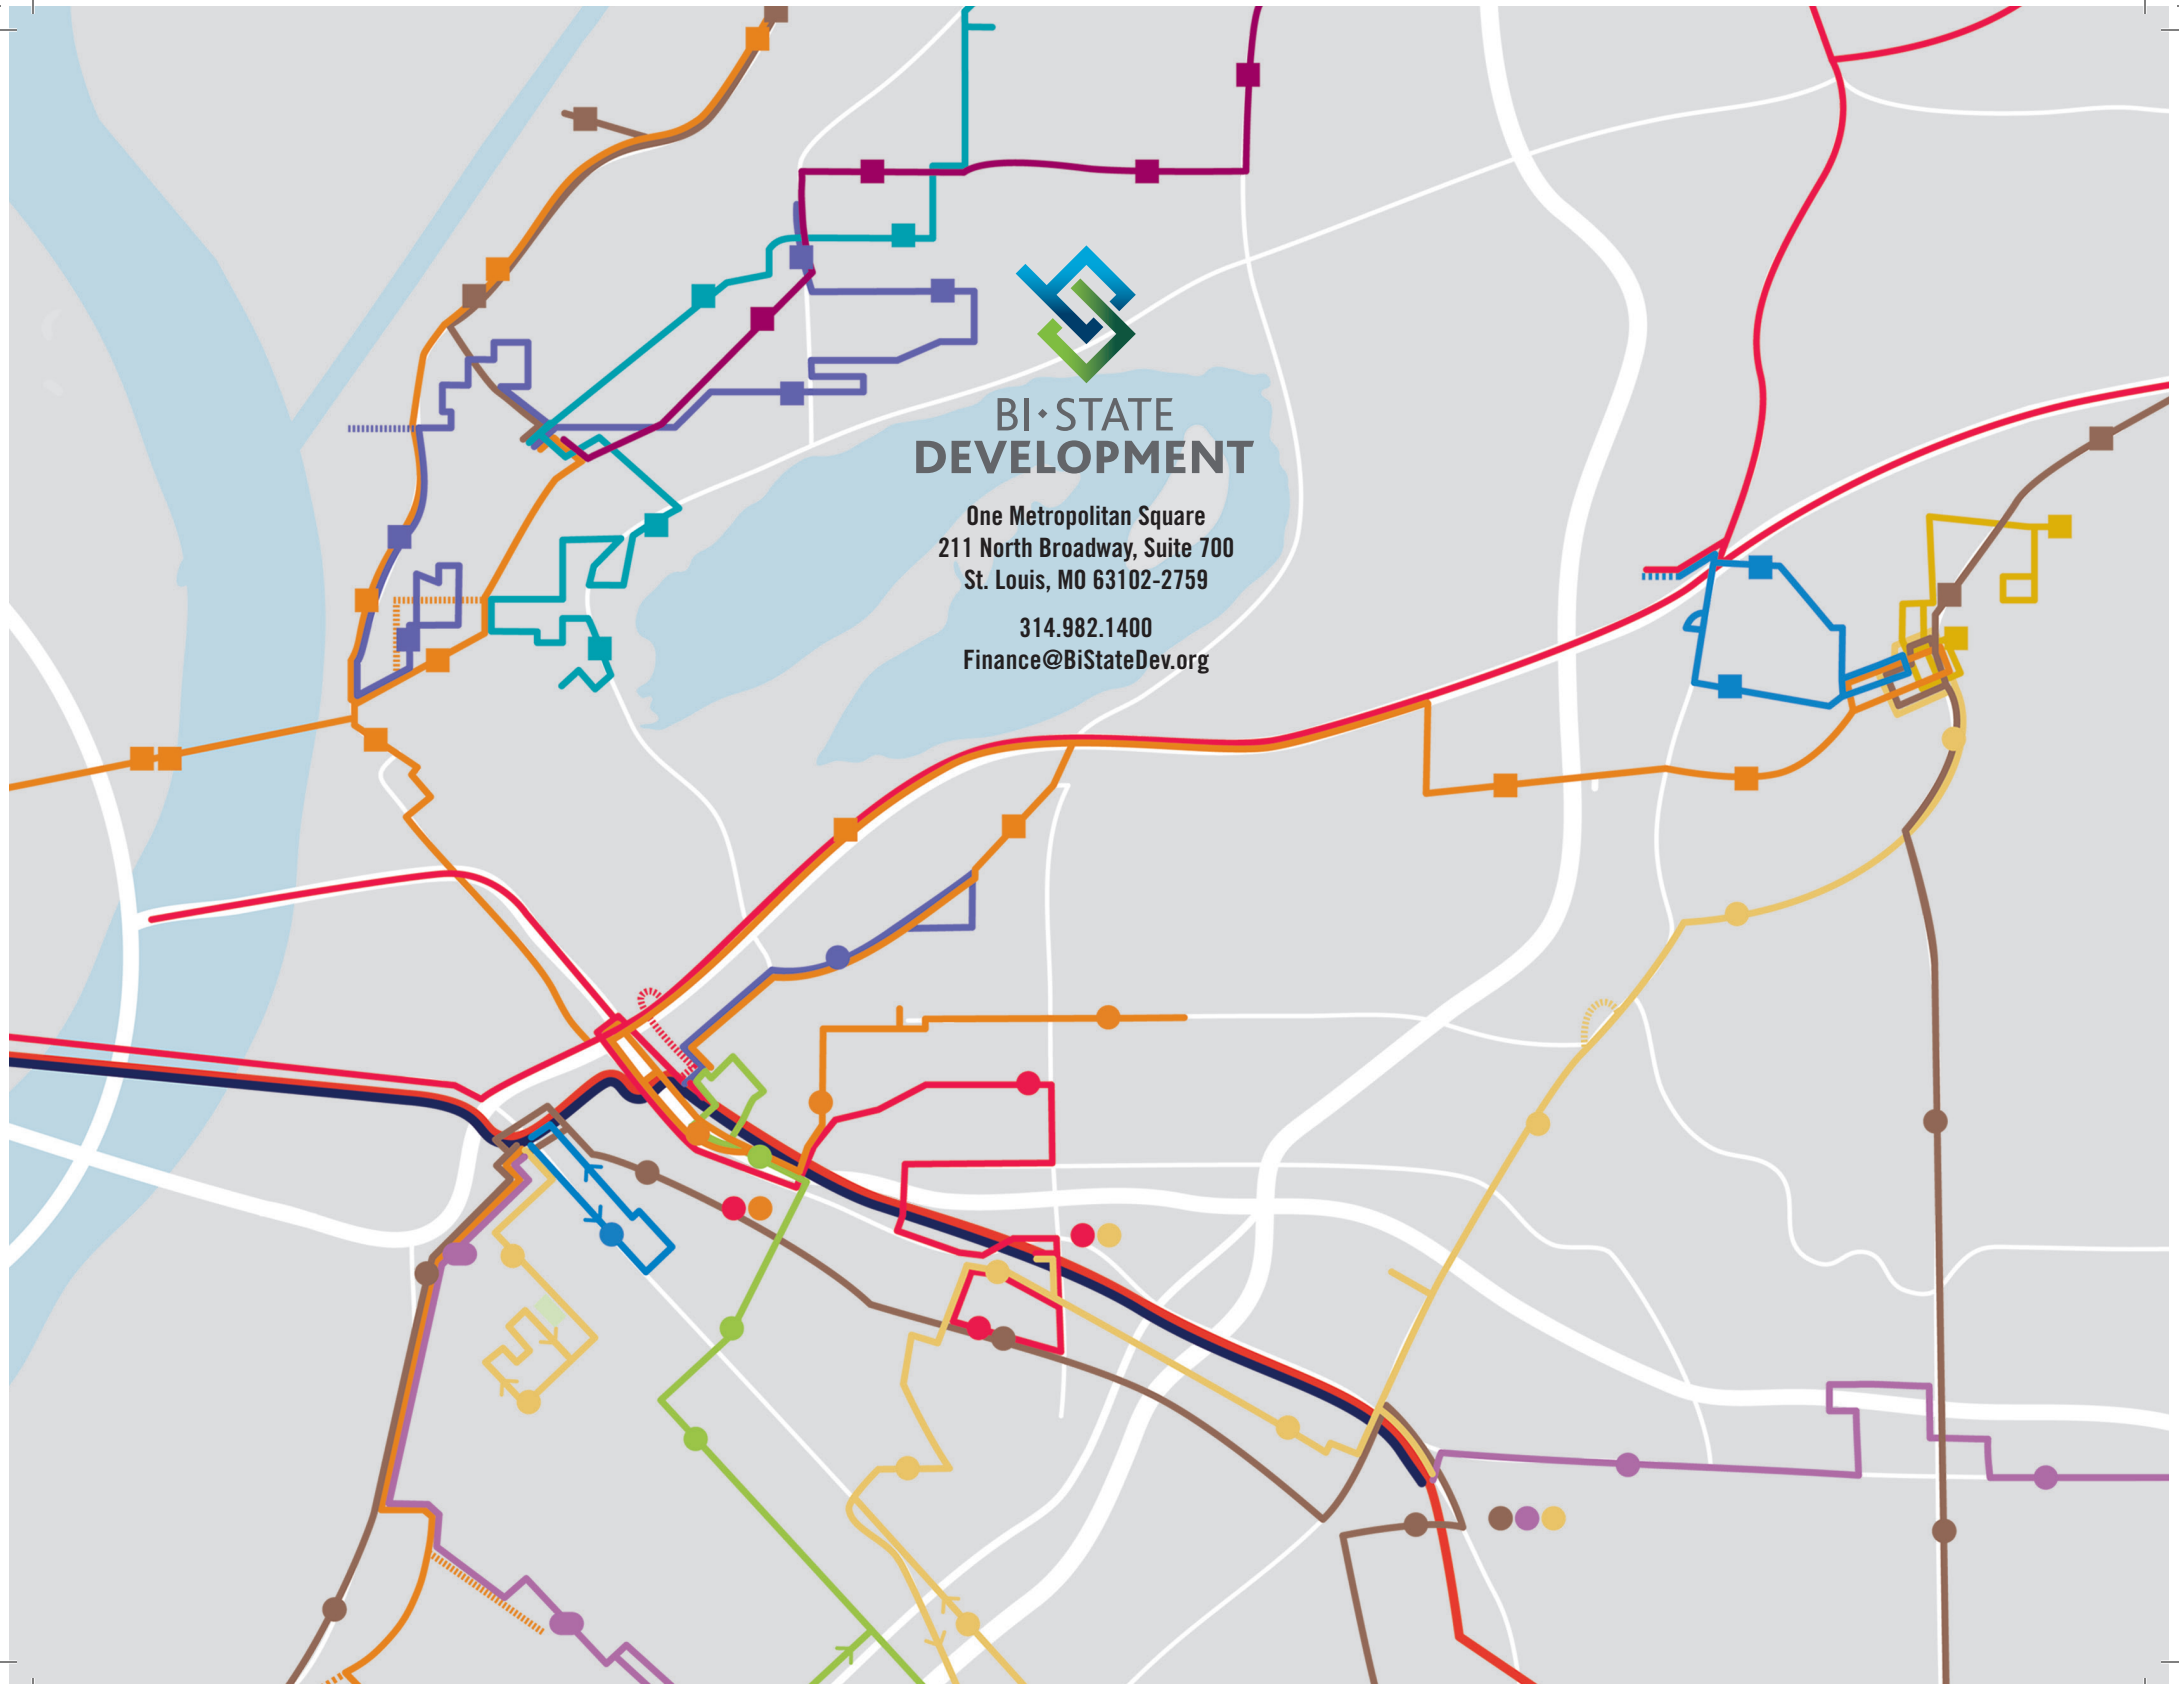 BI·STATE
DEVELOPMENT
One Metropolitan Square
211 North Broadway, Suite 700
St. Louis, MO 63102-2759
314.982.1400
Finance@BiStateDev.org